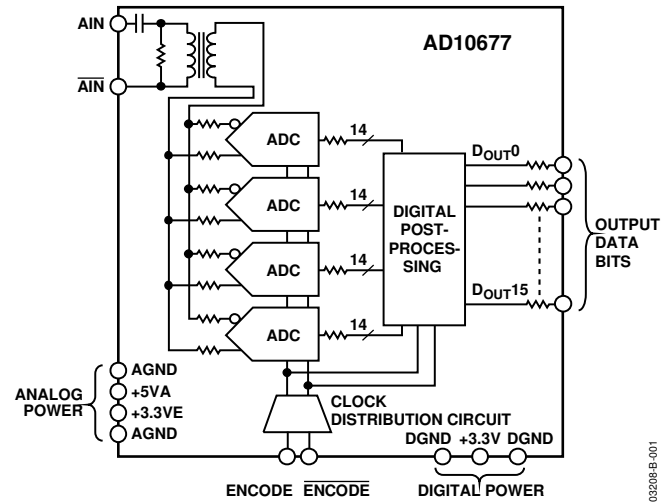 AIN
AD10677
AIN
ADC
14
DOUT0
ADC
14
DIGITAL
POST-
PROCES-
SING
OUTPUT
DATA
BITS
ADC
14
DOUT15
ADC
14
ANALOG
POWER
AGND
+5VA
+3.3VE
AGND
CLOCK
DISTRIBUTION CIRCUIT
DGND +3.3V DGND
ENCODE ENCODE
DIGITAL POWER
03208-B-001